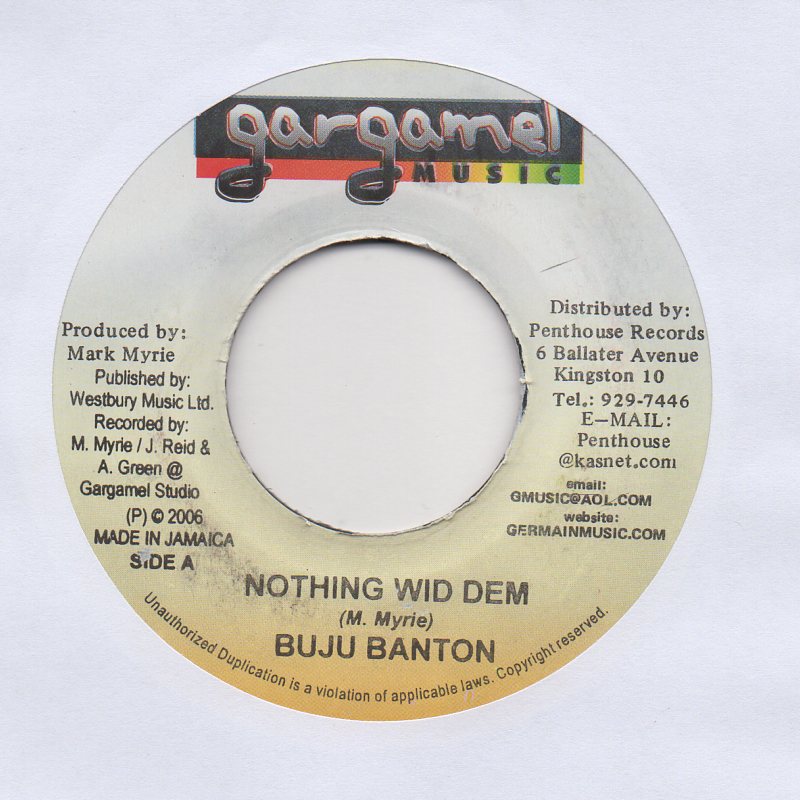 gargamel
MUSIC
Produced by:
Mark Myrie
Published by:
Westbury Music Ltd.
Recorded by:
M. Myrie / J. Reid &
A. Green @
Gargamel Studio
(P) © 2006
MADE IN JAMAICA
SIDE A
Distributed by:
Penthouse Records
6 Ballater Avenue
Kingston 10
Tel.: 929-7446
E-MAIL:
Penthouse
@kasnet.com
email:
GMUSIC@AOL.COM
website:
GERMAINMUSIC.COM
NOTHING WID DEM
(M. Myrie)
BUJU BANTON
Unauthorized Duplication is a violation of applicable laws. Copyright reserved.